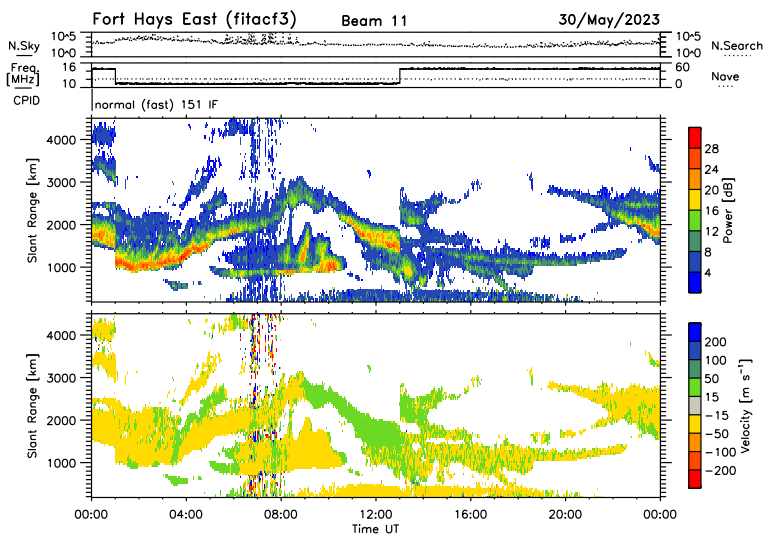 Fort Hays East (fitacf3) Beam 11 30/May/2023
N.Sky 10^5 10^0 10^5 10^0 N.Search
Freq. [MHz] 16 10 60 0 Nave
CPID normal (fast) 151 IF
Slant Range [km]
4000
3000
2000
1000
28
24
20
16
12
8
4
Power [dB]
Slant Range [km]
4000
3000
2000
1000
200
100
50
15
-15
-50
-100
-200
Velocity [m s⁻¹]
00:00 04:00 08:00 12:00 16:00 20:00 00:00
Time UT